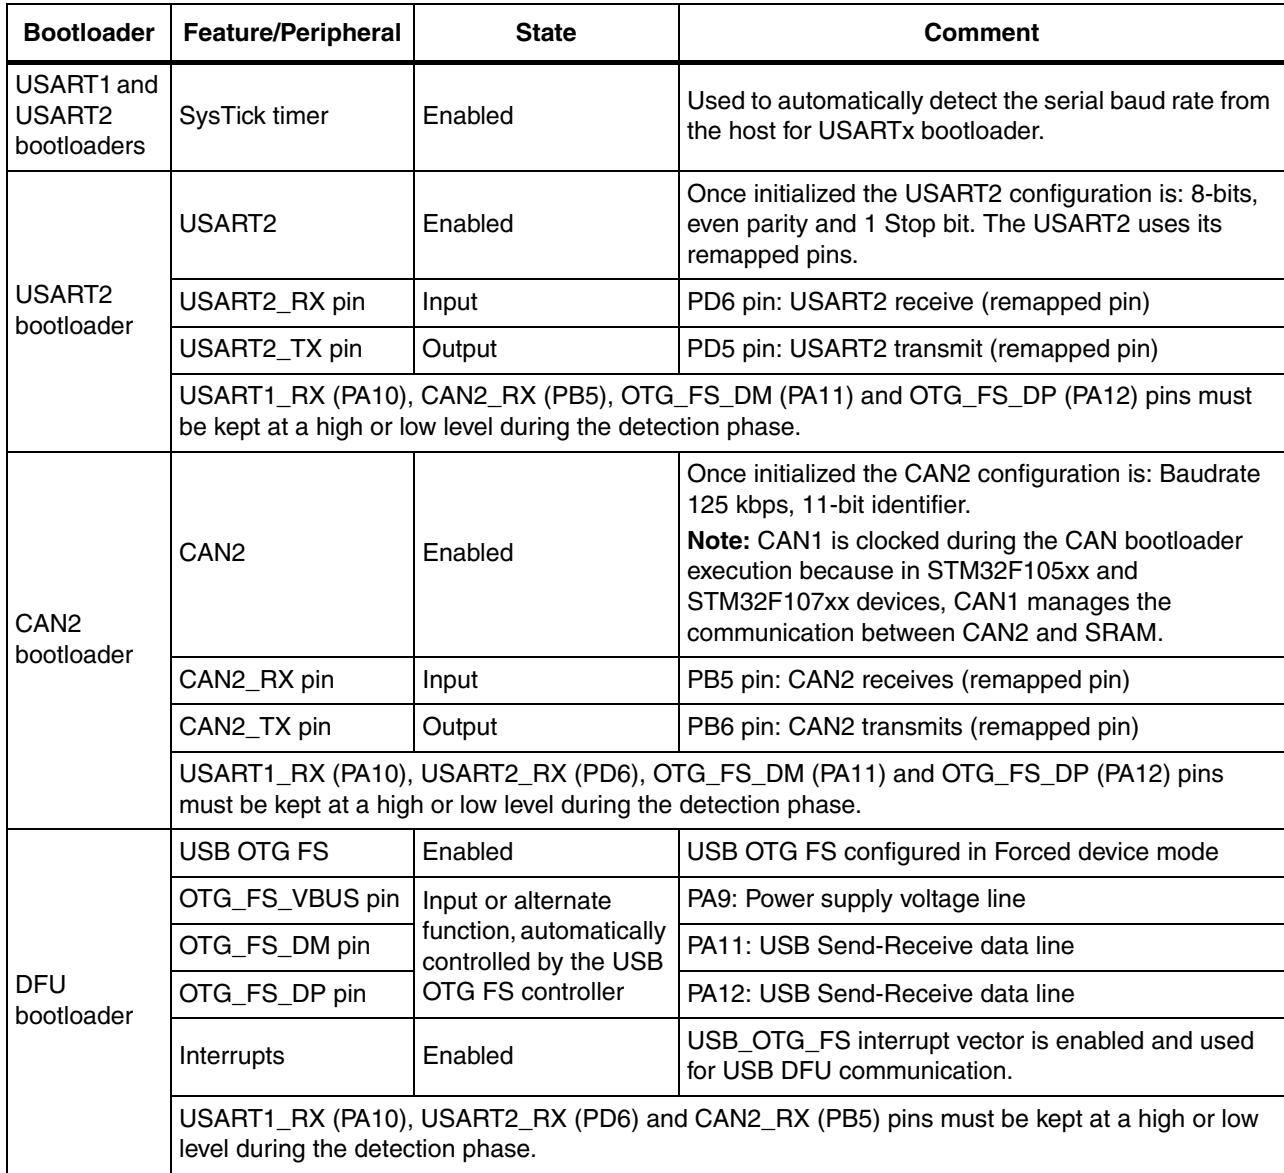 Bootloader Feature/Peripheral State Comment
USART1 and
USART2
bootloaders
SysTick timer
Enabled
Used to automatically detect the serial baud rate from
the host for USARTx bootloader.
USART2
bootloader
USART2
Enabled
Once initialized the USART2 configuration is: 8-bits,
even parity and 1 Stop bit. The USART2 uses its
remapped pins.
USART2_RX pin Input PD6 pin: USART2 receive (remapped pin)
USART2_TX pin Output PD5 pin: USART2 transmit (remapped pin)
USART1_RX (PA10), CAN2_RX (PB5), OTG_FS_DM (PA11) and OTG_FS_DP (PA12) pins must
be kept at a high or low level during the detection phase.
CAN2
bootloader
CAN2
Enabled
Once initialized the CAN2 configuration is: Baudrate
125 kbps, 11-bit identifier.
Note: CAN1 is clocked during the CAN bootloader
execution because in STM32F105xx and
STM32F107xx devices, CAN1 manages the
communication between CAN2 and SRAM.
CAN2_RX pin Input PB5 pin: CAN2 receives (remapped pin)
CAN2_TX pin Output PB6 pin: CAN2 transmits (remapped pin)
USART1_RX (PA10), USART2_RX (PD6), OTG_FS_DM (PA11) and OTG_FS_DP (PA12) pins
must be kept at a high or low level during the detection phase.
DFU
bootloader
USB OTG FS Enabled USB OTG FS configured in Forced device mode
OTG_FS_VBUS pin
Input or alternate
function, automatically
controlled by the USB
OTG FS controller
PA9: Power supply voltage line
OTG_FS_DM pin
PA11: USB Send-Receive data line
OTG_FS_DP pin
PA12: USB Send-Receive data line
Interrupts
Enabled
USB_OTG_FS interrupt vector is enabled and used
for USB DFU communication.
USART1_RX (PA10), USART2_RX (PD6) and CAN2_RX (PB5) pins must be kept at a high or low
level during the detection phase.